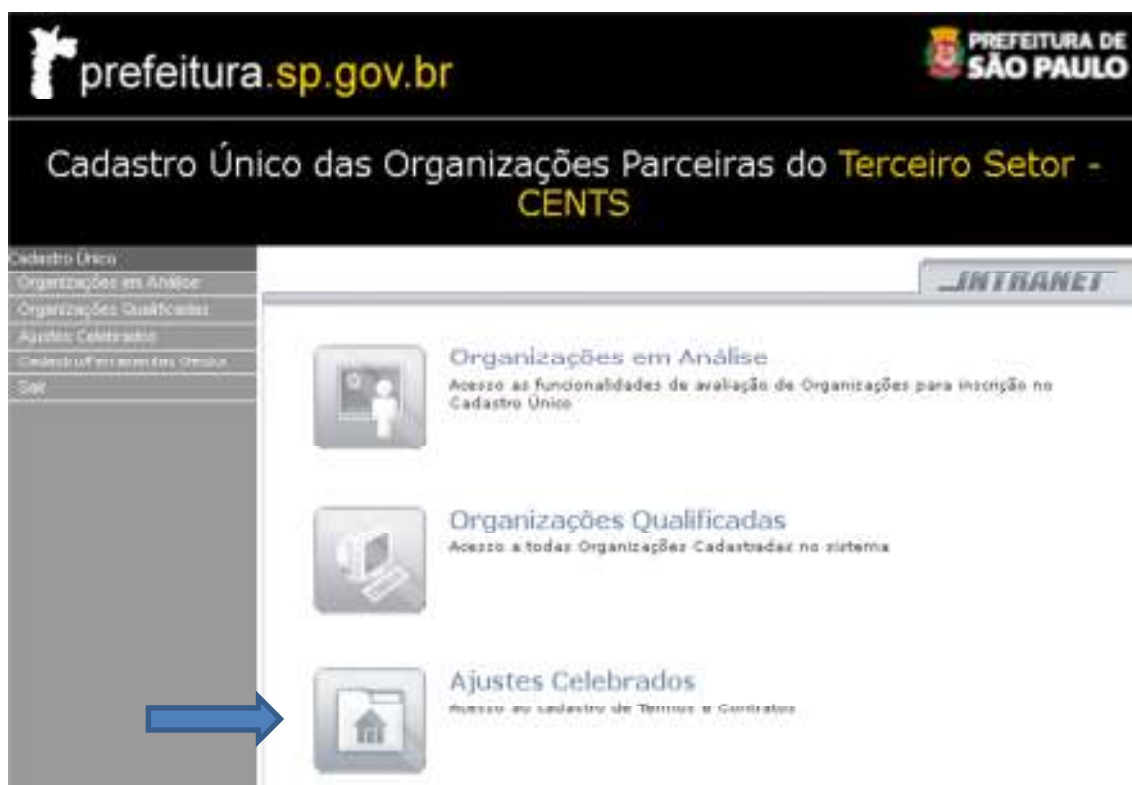 prefeitura.sp.gov.br
PREFEITURA DE
SÃO PAULO
Cadastro Único das Organizações Parceiras do Terceiro Setor -
CENTS
Cadastro Único
Organizações em Análise
Organizações Qualificadas
Ajustes Celebrados
Sair
INTRANET
Organizações em Análise
Acesso as funcionalidades de avaliação de Organizações para inscrição no
Cadastro Único
Organizações Qualificadas
Acesso a todas Organizações Cadastradas no sistema
Ajustes Celebrados
Acesso ao cadastro de Termos e Contratos